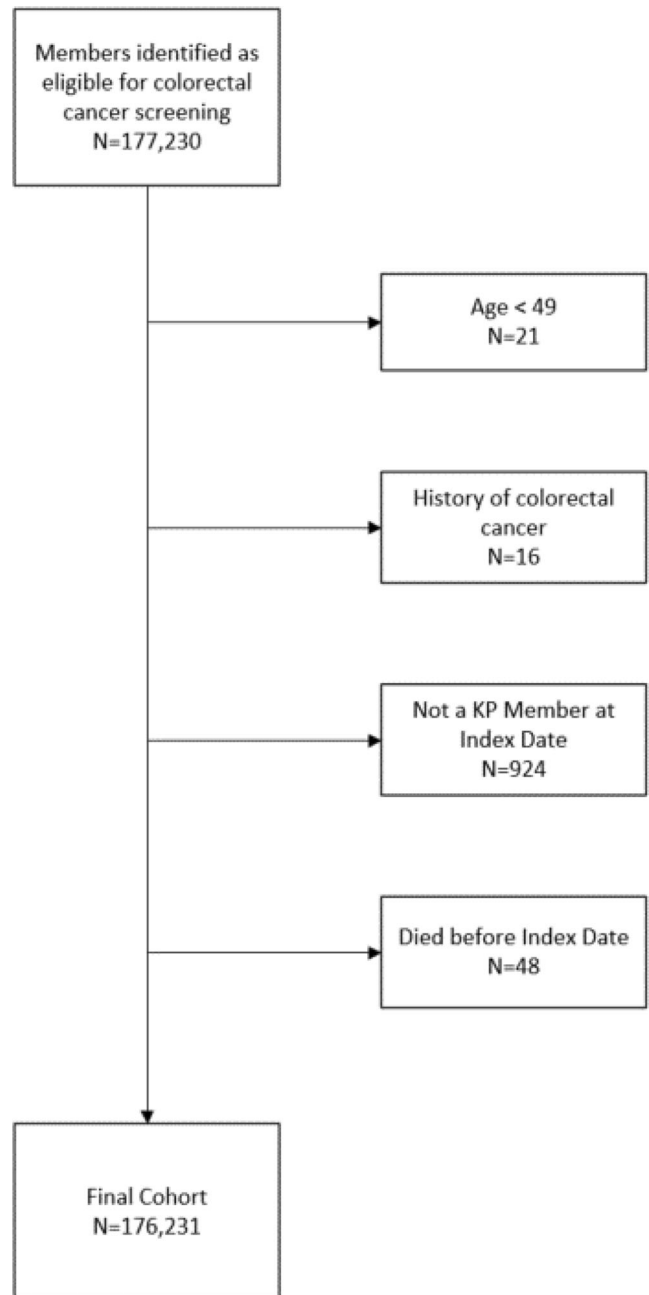 Members identified as
eligible for colorectal
cancer screening
N=177,230
Age < 49
N=21
History of colorectal
cancer
N=16
Not a KP Member at
Index Date
N=924
Died before Index Date
N=48
Final Cohort
N=176,231